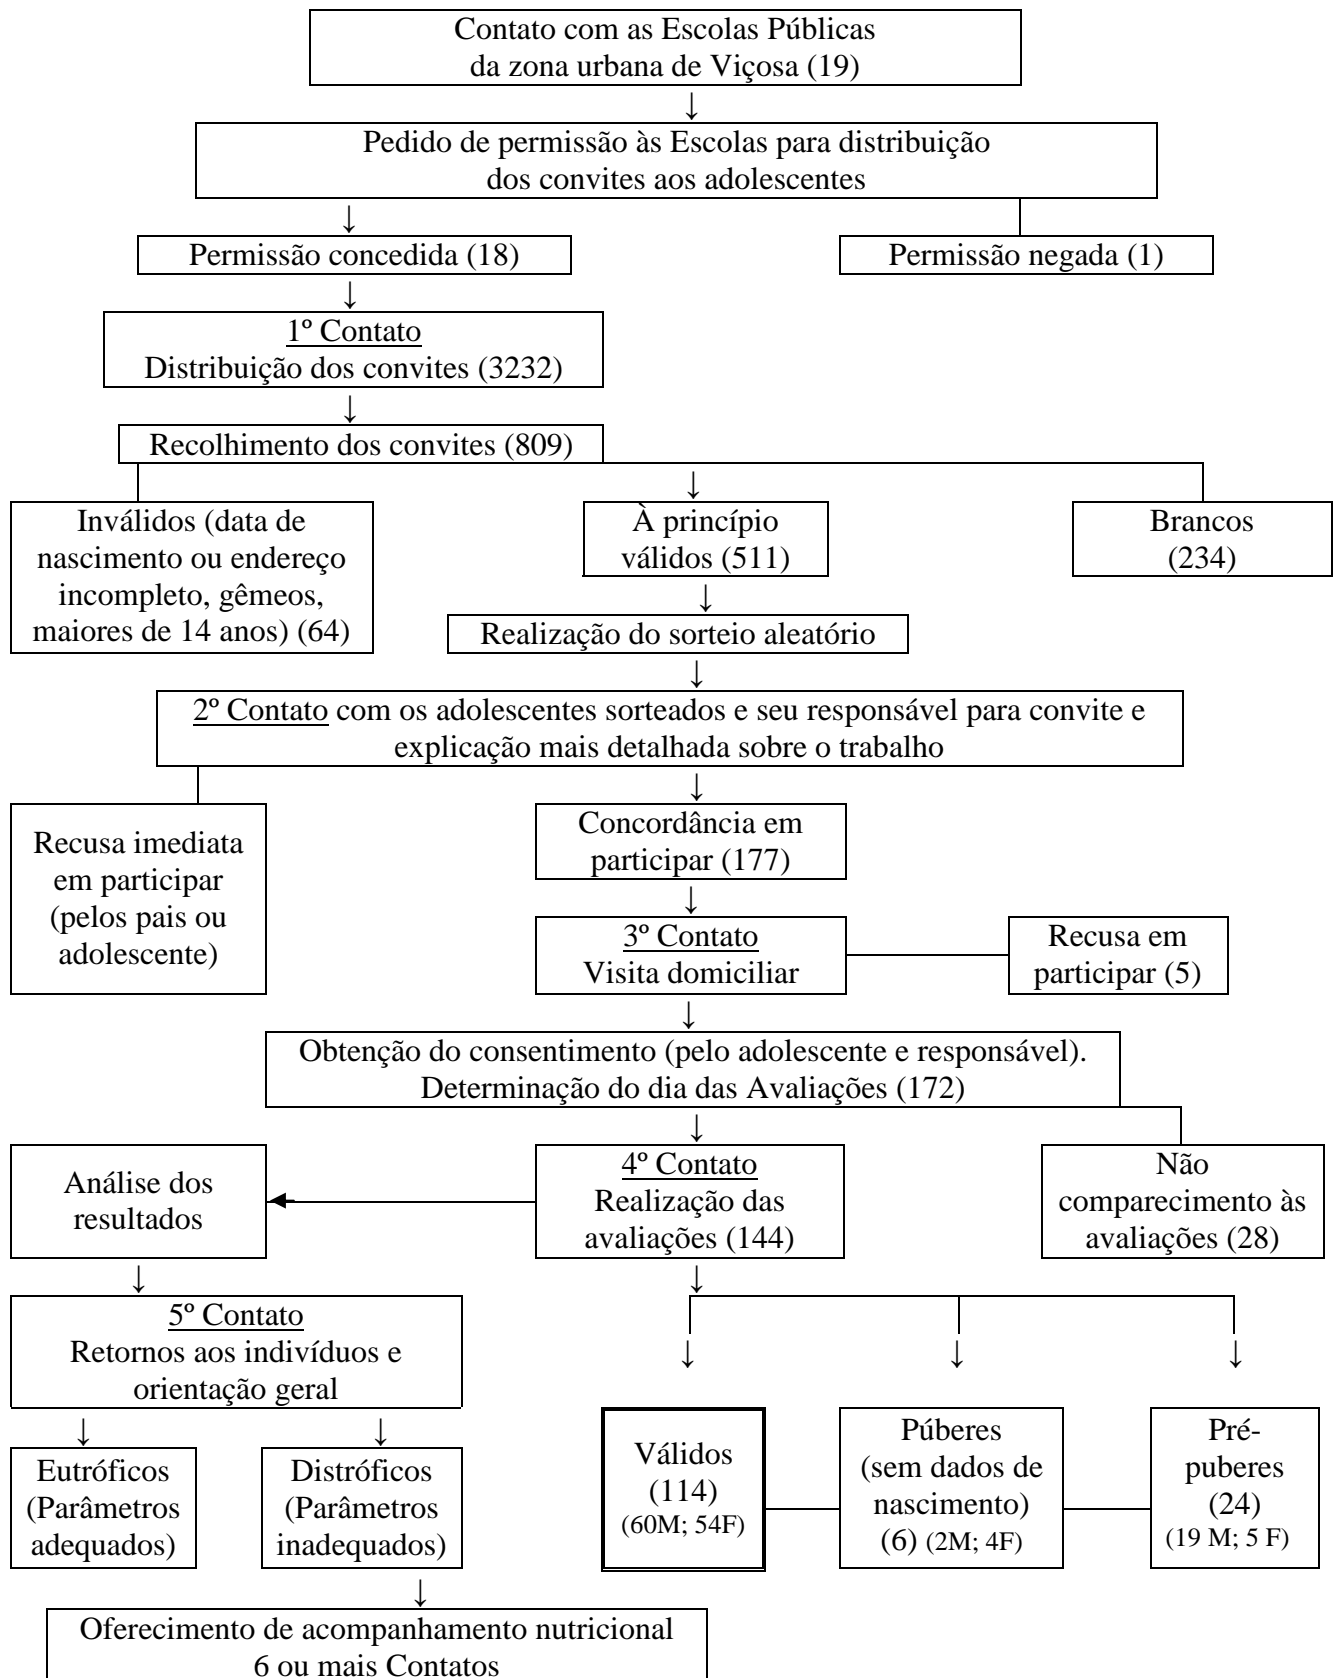 Contato com as Escolas Públicas
da zona urbana de Viçosa (19)
↓
Pedido de permissão às Escolas para distribuição
dos convites aos adolescentes
↓
Permissão concedida (18)
Permissão negada (1)
↓
1º Contato
Distribuição dos convites (3232)
↓
Recolhimento dos convites (809)
↓
Inválidos (data de
nascimento ou endereço
incompleto, gêmeos,
maiores de 14 anos) (64)
À princípio
válidos (511)
Brancos
(234)
↓
Realização do sorteio aleatório
↓
2º Contato com os adolescentes sorteados e seu responsável para convite e
explicação mais detalhada sobre o trabalho
↓
Recusa imediata
em participar
(pelos pais ou
adolescente)
Concordância em
participar (177)
↓
3º Contato
Visita domiciliar
Recusa em
participar (5)
↓
Obtenção do consentimento (pelo adolescente e responsável).
Determinação do dia das Avaliações (172)
↓
Análise dos
resultados
4º Contato
Realização das
avaliações (144)
Não
comparecimento às
avaliações (28)
↓ ↓
5º Contato
Retornos aos indivíduos e
orientação geral
↓ ↓ ↓
↓ ↓
Eutróficos
(Parâmetros
adequados)
Distróficos
(Parâmetros
inadequados)
Válidos
(114)
(60M; 54F)
Púberes
(sem dados de
nascimento)
(6) (2M; 4F)
Pré-
puberes
(24)
(19 M; 5 F)
↓
Oferecimento de acompanhamento nutricional
6 ou mais Contatos